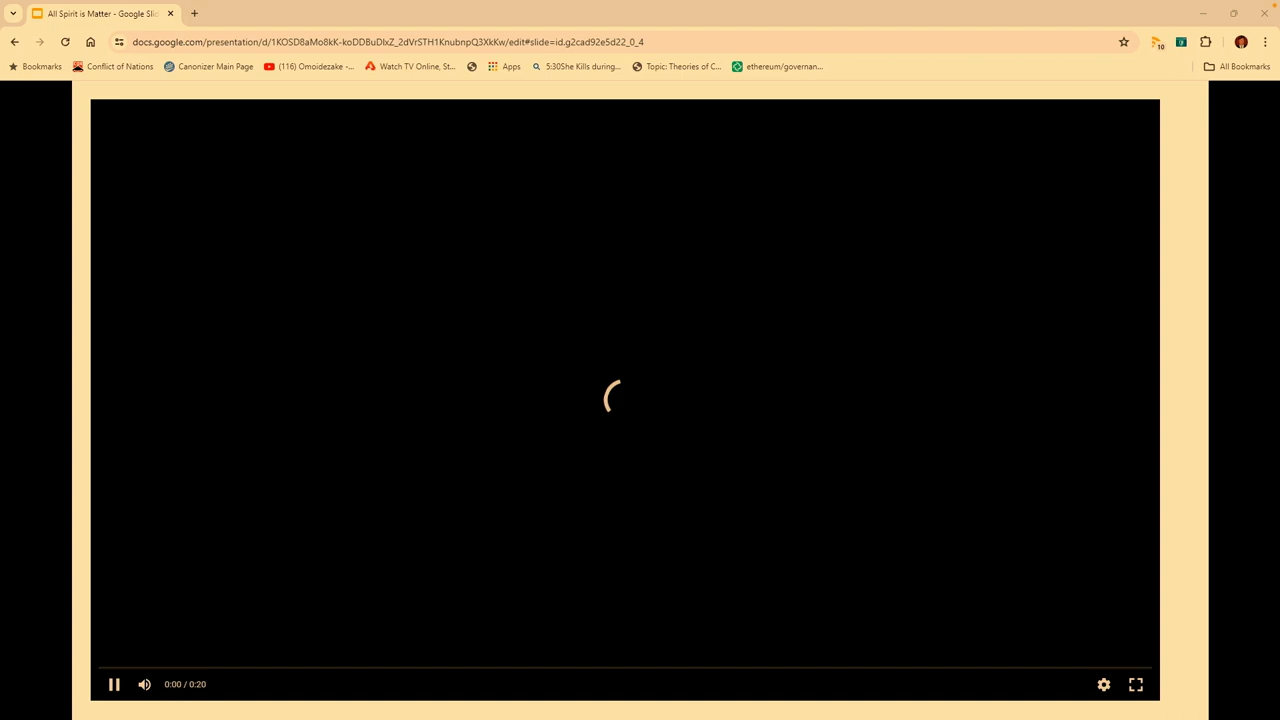 All Spirit is Matter - Google Slid
docs.google.com/presentation/d/1KOSD8aMo8kK-koDDBuDlxZ_2dVrSTH1KnubnpQ3XkKw/edit#slide=id.g2cad92e5d22_0_4
10
Bookmarks Conflict of Nations Canonizer Main Page (116) Omoidezake -... Watch TV Online, St... Apps 5:30She Kills during... Topic: Theories of C... ethereum/governan... All Bookmarks
0:00 / 0:20